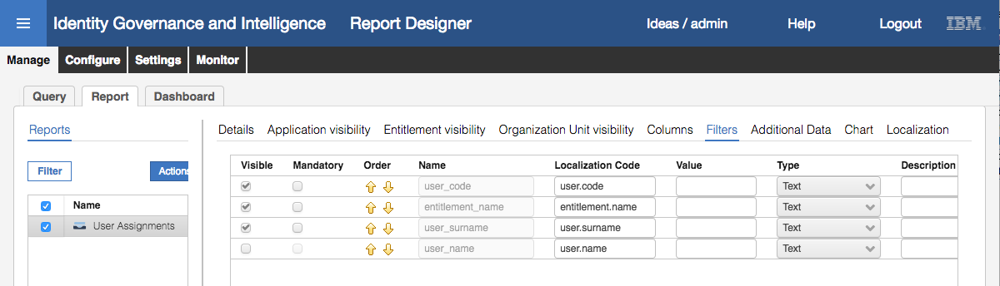 Identity Governance and Intelligence Report Designer Ideas / admin Help Logout IBM
Manage Configure Settings Monitor
Query Report Dashboard
Reports Details Application visibility Entitlement visibility Organization Unit visibility Columns Filters Additional Data Chart Localization
Visible Mandatory Order Name Localization Code Value Type Description
Filter Actions
user_code user.code Text
Name entitlement_name entitlement.name Text
User Assignments user_surname user.surname Text
user_name user.name Text